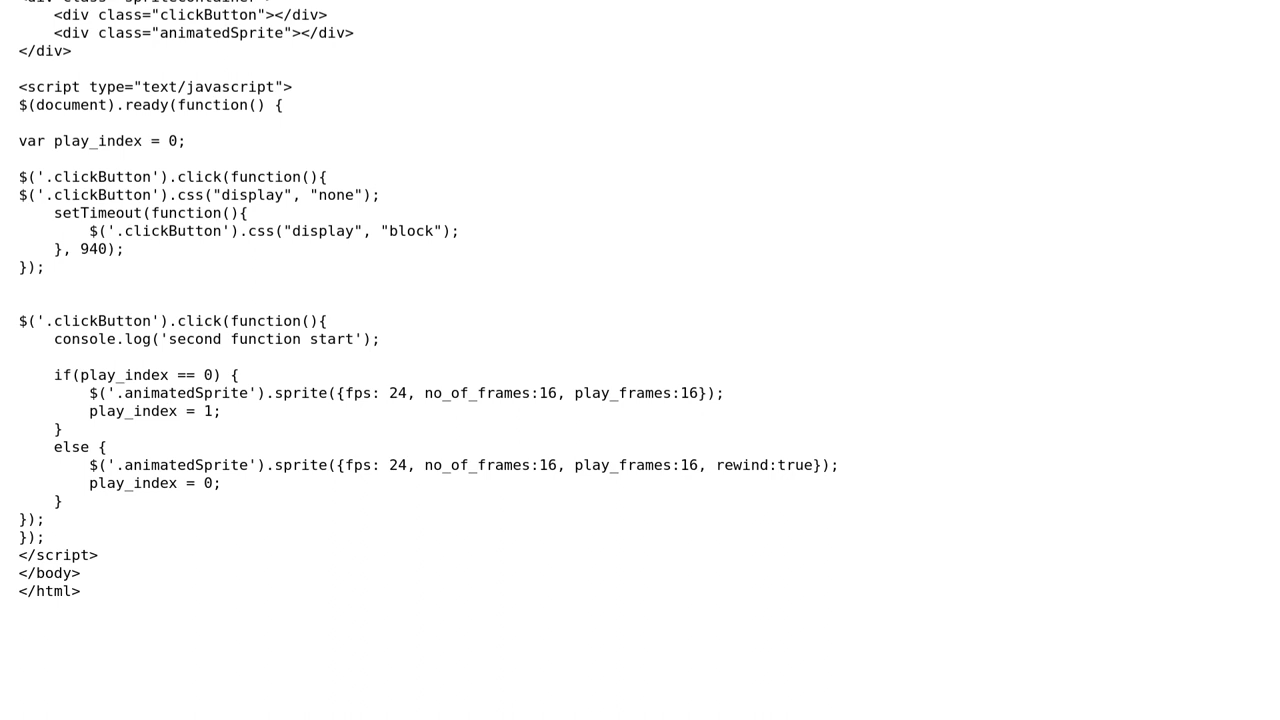 <div class="spriteContainer">
    <div class="clickButton"></div>
    <div class="animatedSprite"></div>
</div>

<script type="text/javascript">
$(document).ready(function() {

var play_index = 0;

$('.clickButton').click(function(){
$('.clickButton').css("display", "none");
    setTimeout(function(){
        $('.clickButton').css("display", "block");
    }, 940);
});


$('.clickButton').click(function(){
    console.log('second function start');

    if(play_index == 0) {
        $('.animatedSprite').sprite({fps: 24, no_of_frames:16, play_frames:16});
        play_index = 1;
    }
    else {
        $('.animatedSprite').sprite({fps: 24, no_of_frames:16, play_frames:16, rewind:true});
        play_index = 0;
    }
});
});
</script>
</body>
</html>